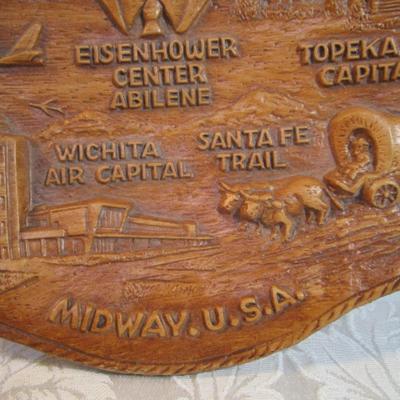 EISENHOWER
CENTER
ABILENE
TOPEKA
CAPITA
WICHITA
AIR CAPITAL
SANTA FE
TRAIL
MIDWAY. U.S.A.